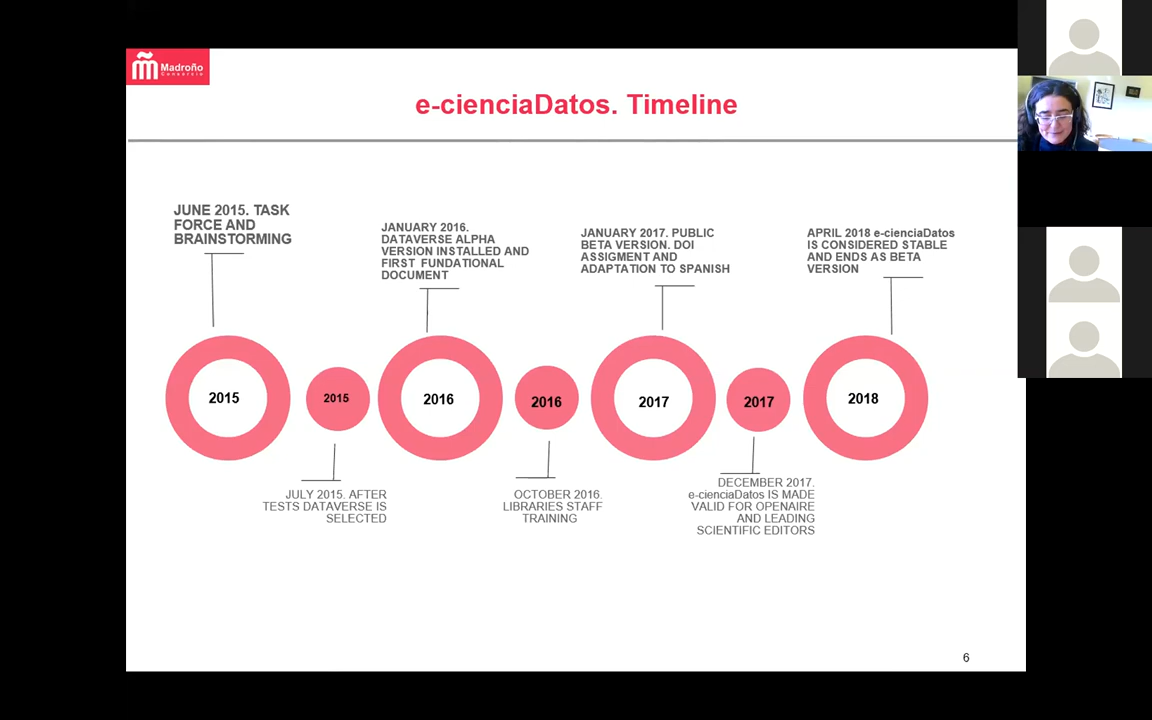 Madroño
Consorcio
e-cienciaDatos. Timeline
JUNE 2015. TASK
FORCE AND
BRAINSTORMING
JANUARY 2016.
DATAVERSE ALPHA
VERSION INSTALLED AND
FIRST FUNDATIONAL
DOCUMENT
JANUARY 2017. PUBLIC
BETA VERSION. DOI
ASSIGMENT AND
ADAPTATION TO SPANISH
APRIL 2018 e-cienciaDatos
IS CONSIDERED STABLE
AND ENDS AS BETA
VERSION
2015
2015
2016
2016
2017
2017
2018
JULY 2015. AFTER
TESTS DATAVERSE IS
SELECTED
OCTOBER 2016.
LIBRARIES STAFF
TRAINING
DECEMBER 2017.
e-cienciaDatos IS MADE
VALID FOR OPENAIRE
AND LEADING
SCIENTIFIC EDITORS
6